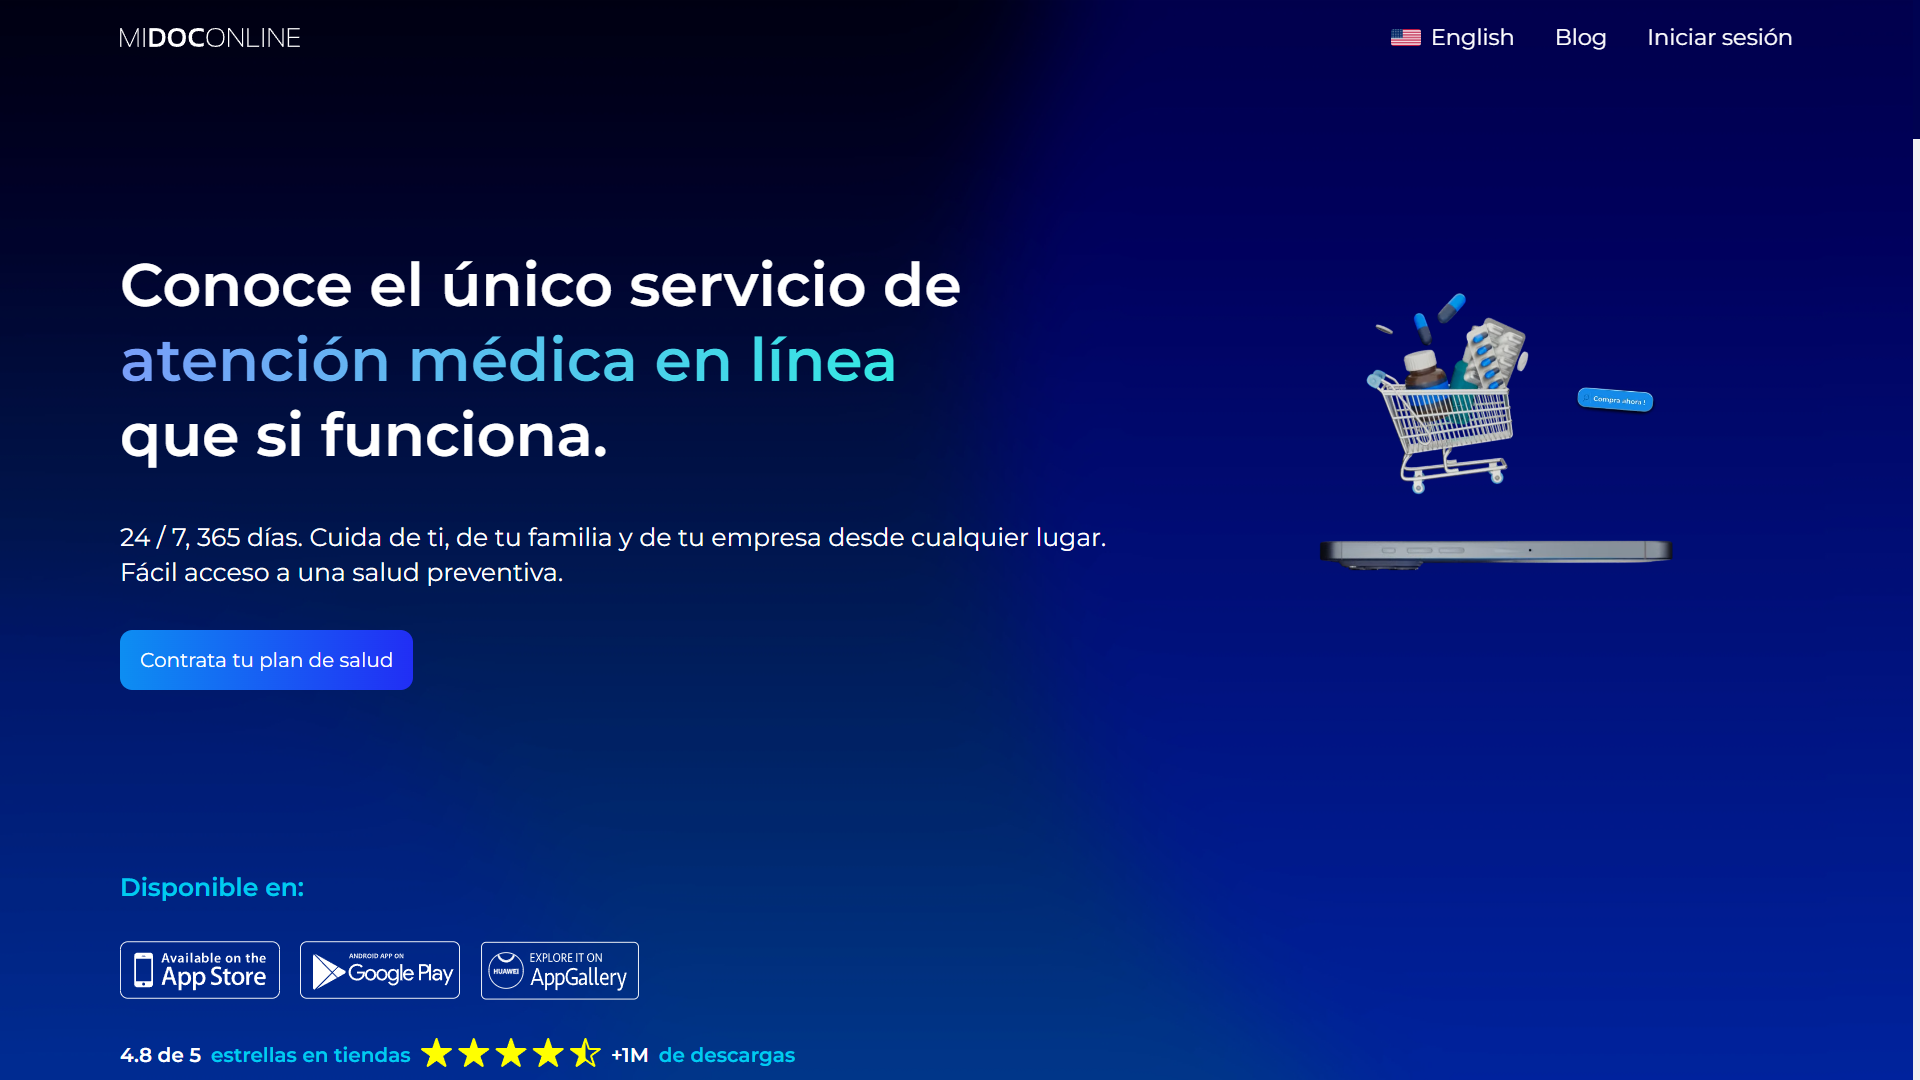 MIDOCONLINE
English
Blog
Iniciar sesión
Conoce el único servicio de
atención médica en línea
que si funciona.
Compra ahora !
24 / 7, 365 días. Cuida de ti, de tu familia y de tu empresa desde cualquier lugar.
Fácil acceso a una salud preventiva.
Contrata tu plan de salud
Disponible en:
Available on the
App Store
ANDROID APP ON
Google Play
HUAWEI
EXPLORE IT ON
AppGallery
4.8 de 5 estrellas en tiendas +1M de descargas